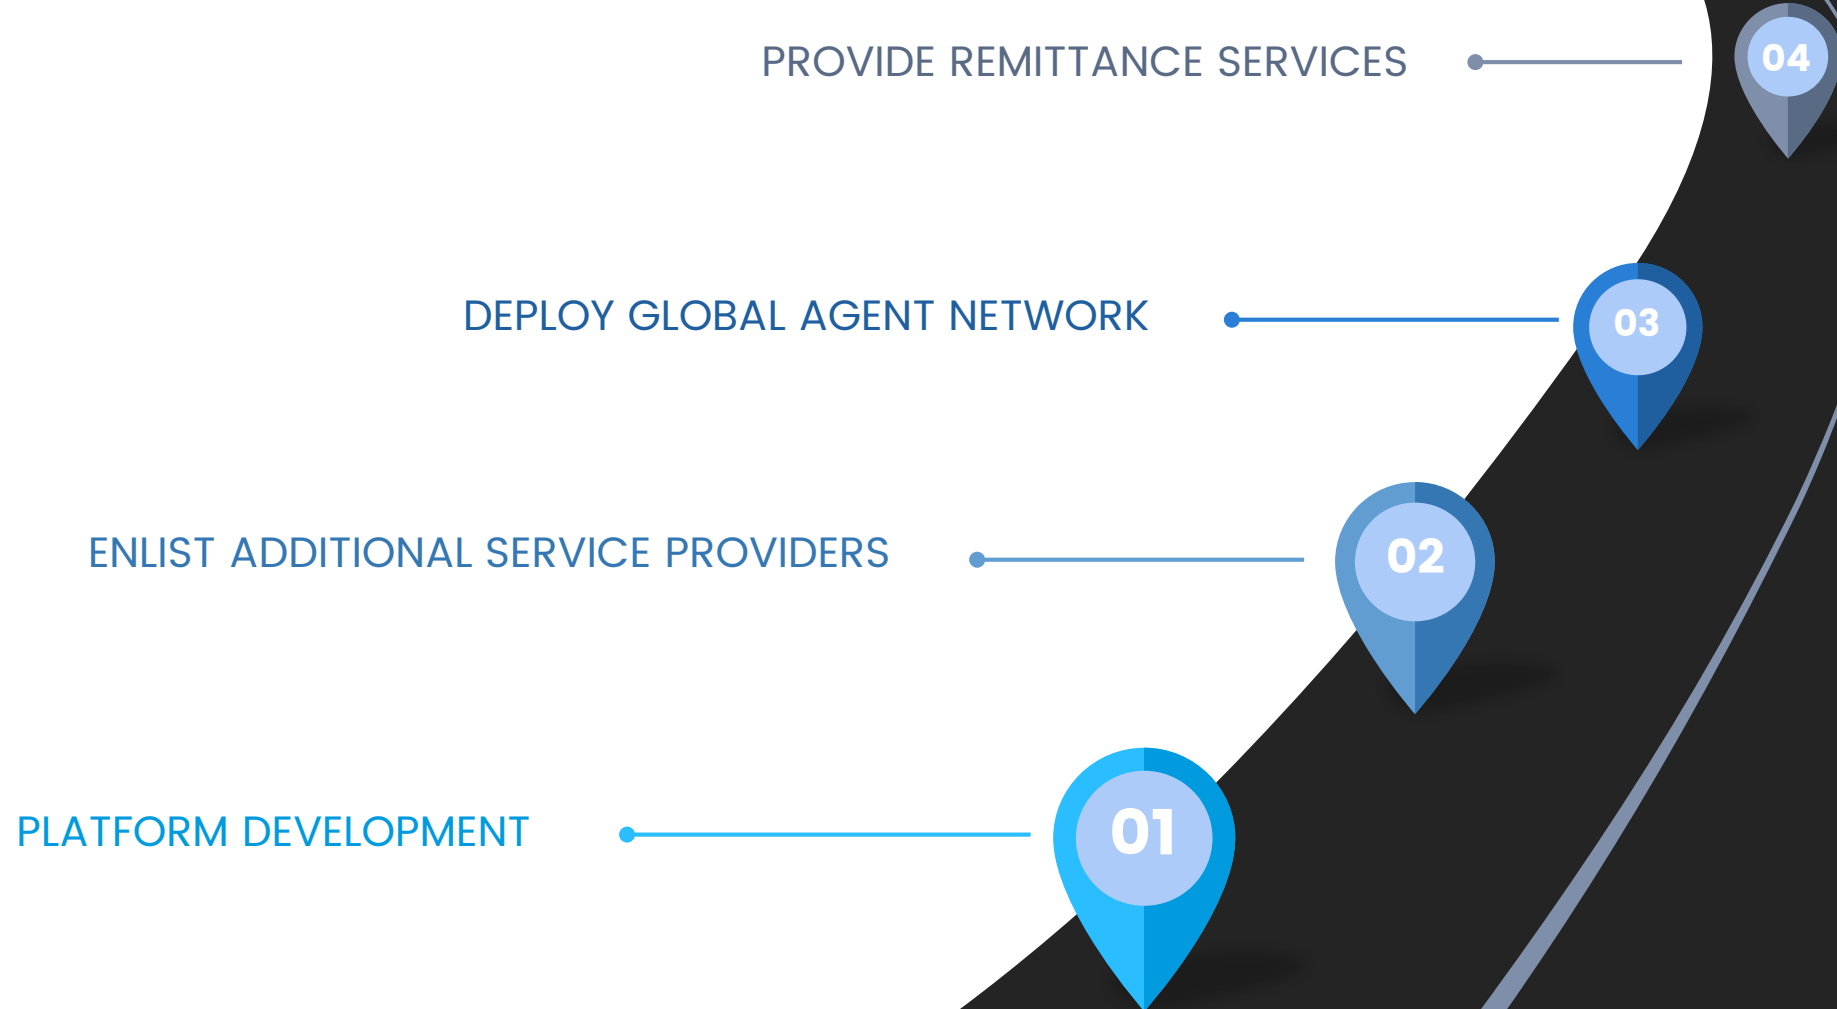 PROVIDE REMITTANCE SERVICES
04
DEPLOY GLOBAL AGENT NETWORK
03
ENLIST ADDITIONAL SERVICE PROVIDERS
02
PLATFORM DEVELOPMENT
01